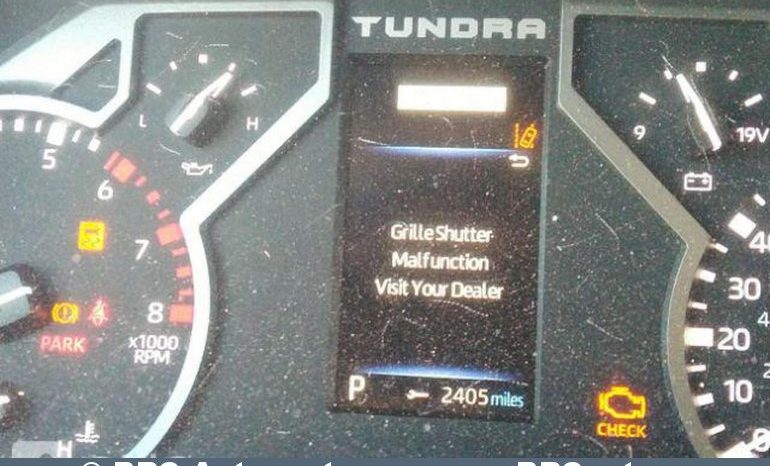 TUNDRA
L
H
9
19V
5
6
7
8
x1000
RPM
PARK
H
Grille Shutter
Malfunction
Visit Your Dealer
P
2405 miles
CHECK
40
30
20
10
0